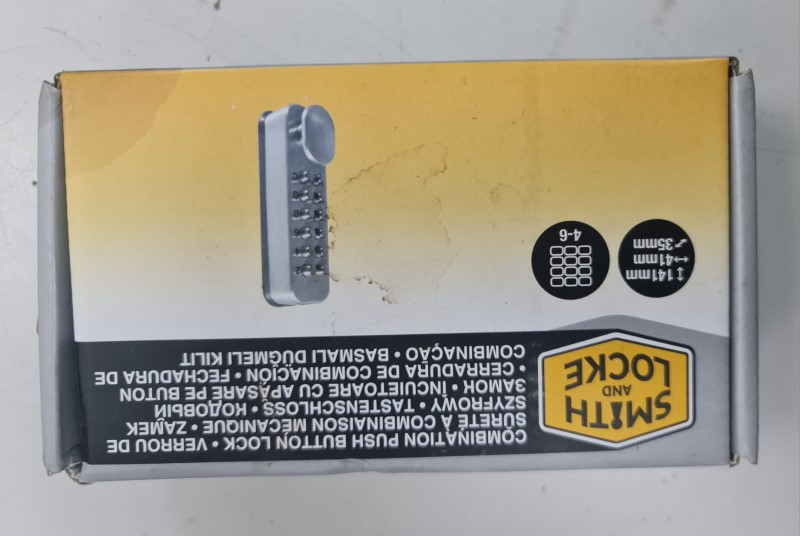 SMITH
AND
LOCKE
COMBINATION PUSH BUTTON LOCK • VERROU DE
SÛRETÉ À COMBINAISON MÉCANIQUE • ZAMEK
SZYFROWY • TASTENSCHLOSS • КОДОВЫЙ
ЗАМОК • ÎNCUIETOARE CU APĂSARE PE BUTON
• CERRADURA DE COMBINACIÓN • FECHADURA DE
COMBINAÇÃO • BASMALI DÜĞMELİ KİLİT
↕141mm
↔41mm
⤢35mm
4-6